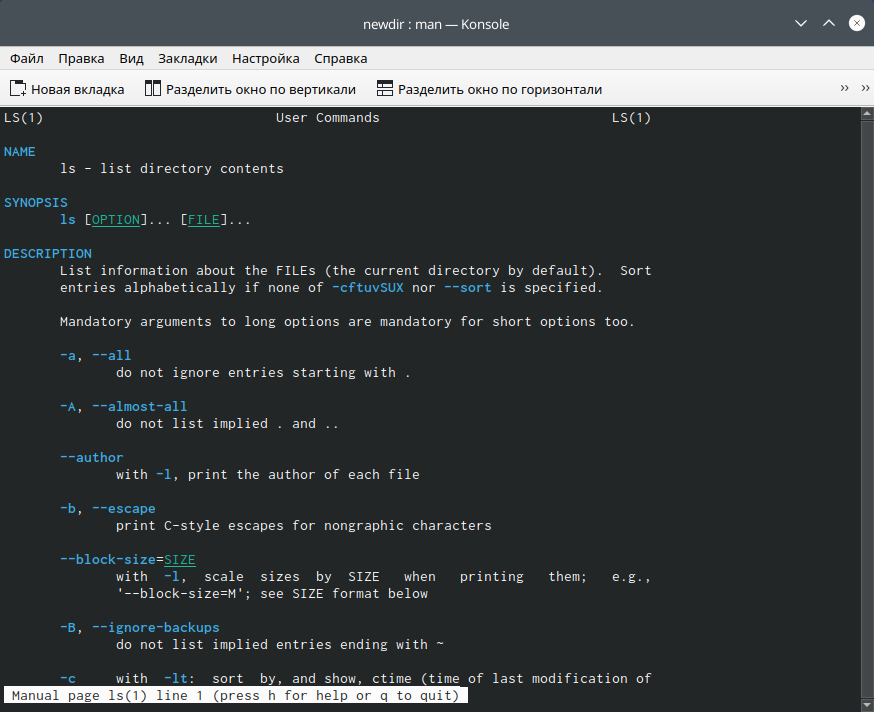 newdir : man — Konsole
Файл Правка Вид Закладки Настройка Справка
Новая вкладка Разделить окно по вертикали Разделить окно по горизонтали
LS(1) User Commands LS(1)
NAME
ls - list directory contents
SYNOPSIS
ls [OPTION]... [FILE]...
DESCRIPTION
List information about the FILEs (the current directory by default). Sort
entries alphabetically if none of -cftuvSUX nor --sort is specified.
Mandatory arguments to long options are mandatory for short options too.
-a, --all
do not ignore entries starting with .
-A, --almost-all
do not list implied . and ..
--author
with -l, print the author of each file
-b, --escape
print C-style escapes for nongraphic characters
--block-size=SIZE
with -l, scale sizes by SIZE when printing them; e.g.,
'--block-size=M'; see SIZE format below
-B, --ignore-backups
do not list implied entries ending with ~
-c with -lt: sort by, and show, ctime (time of last modification of
Manual page ls(1) line 1 (press h for help or q to quit)